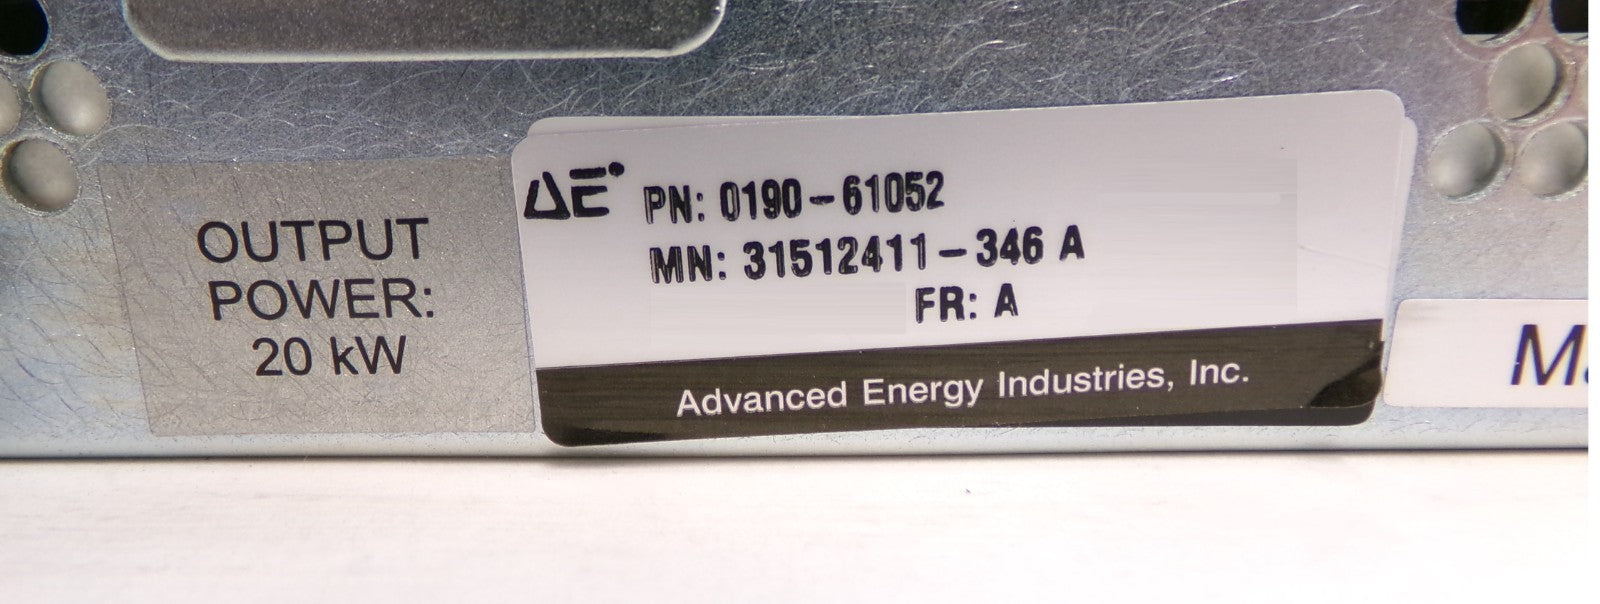 OUTPUT
POWER:
20 kW
AE
PN: 0190-61052
MN: 31512411-346 A
FR: A
Advanced Energy Industries, Inc.